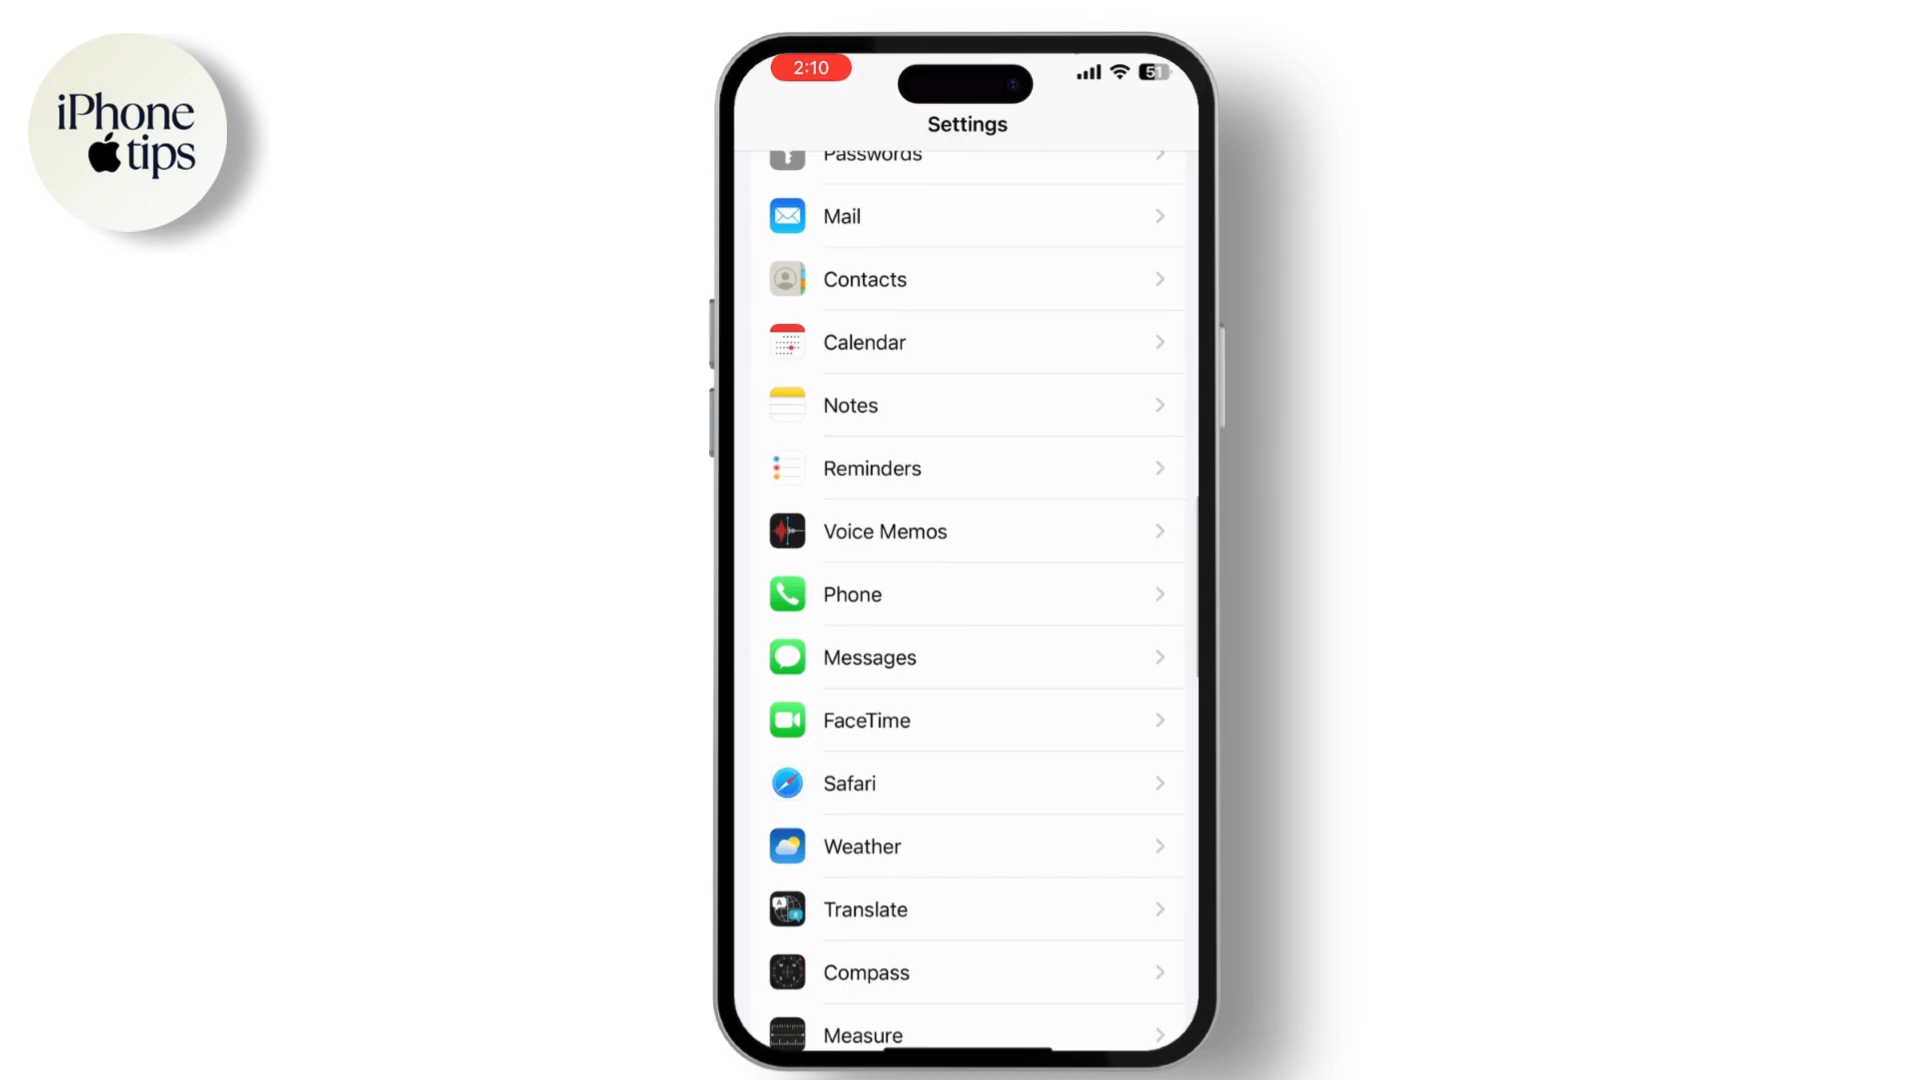 iPhone
tips
2:10
51
Settings
Passwords
Mail
Contacts
Calendar
Notes
Reminders
Voice Memos
Phone
Messages
FaceTime
Safari
Weather
Translate
Compass
Measure